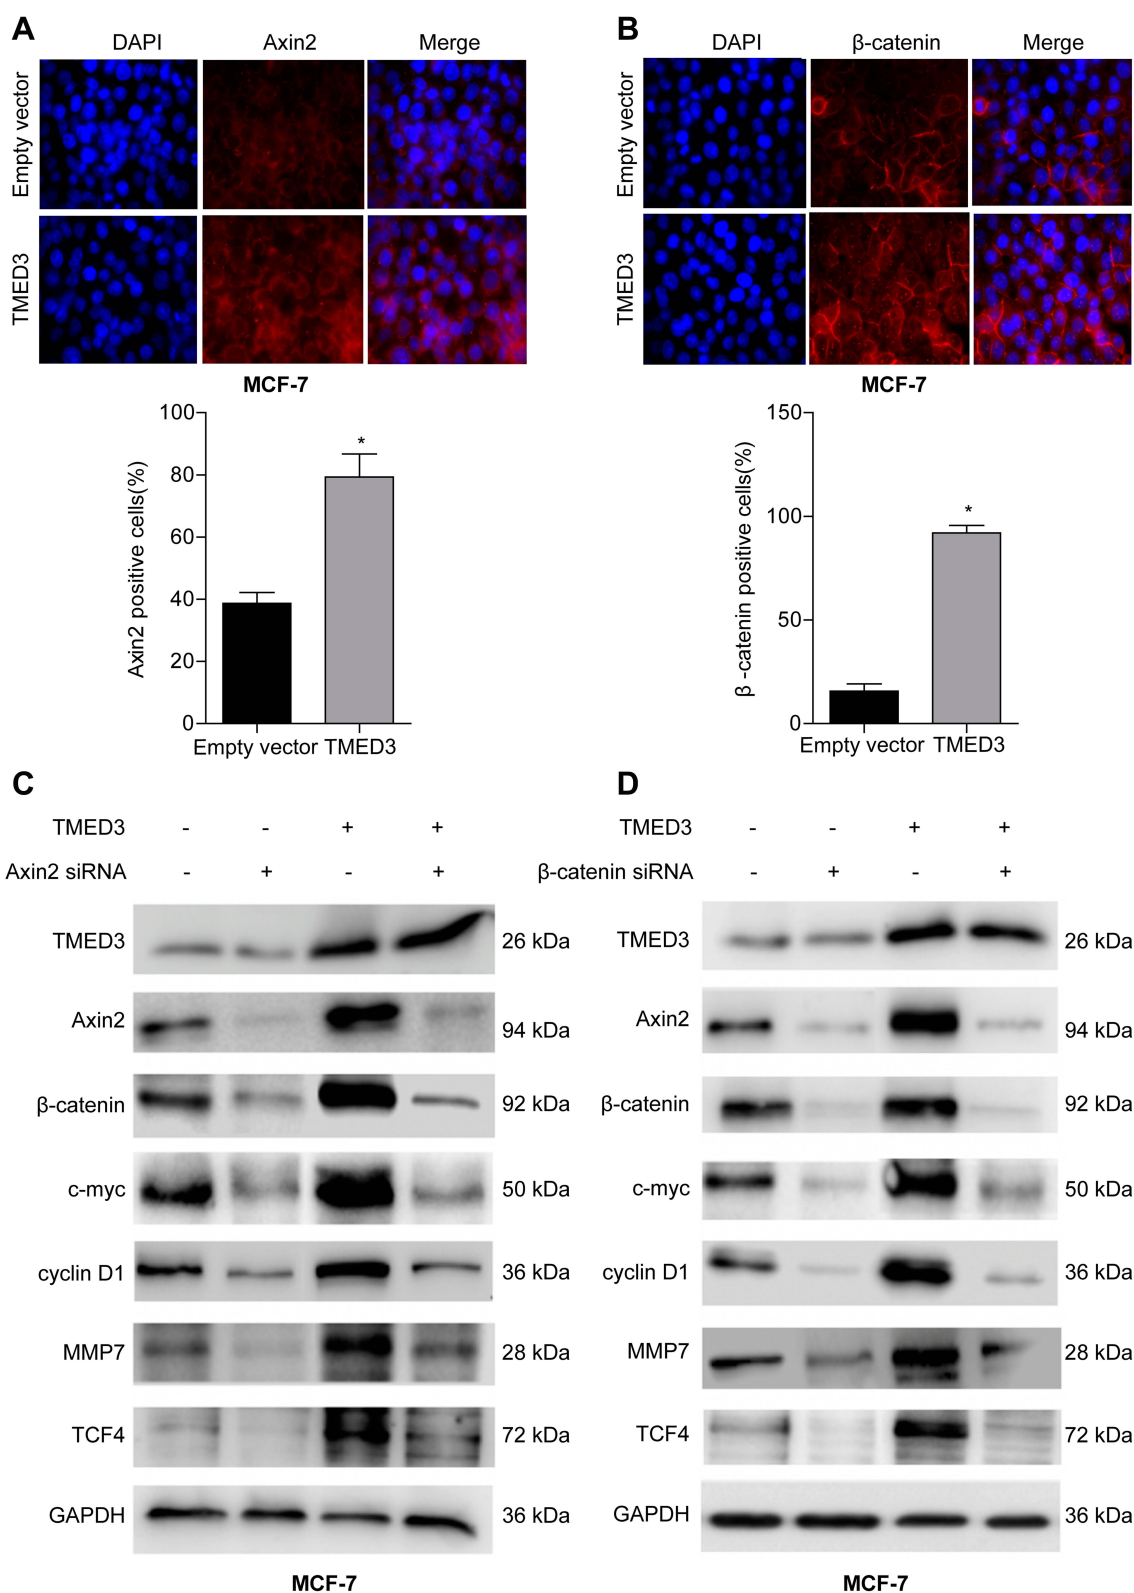 A
DAPI Axin2 Merge
Empty vector
TMED3
MCF-7
100
80
60
40
20
0
Axin2 positive cells(%)
*
Empty vector TMED3
B
DAPI β-catenin Merge
Empty vector
TMED3
MCF-7
150
100
50
0
β -catenin positive cells(%)
*
Empty vector TMED3
C
TMED3 - - + +
Axin2 siRNA - + - +
TMED3 26 kDa
Axin2 94 kDa
β-catenin 92 kDa
c-myc 50 kDa
cyclin D1 36 kDa
MMP7 28 kDa
TCF4 72 kDa
GAPDH 36 kDa
MCF-7
D
TMED3 - - + +
β-catenin siRNA - + - +
TMED3 26 kDa
Axin2 94 kDa
β-catenin 92 kDa
c-myc 50 kDa
cyclin D1 36 kDa
MMP7 28 kDa
TCF4 72 kDa
GAPDH 36 kDa
MCF-7